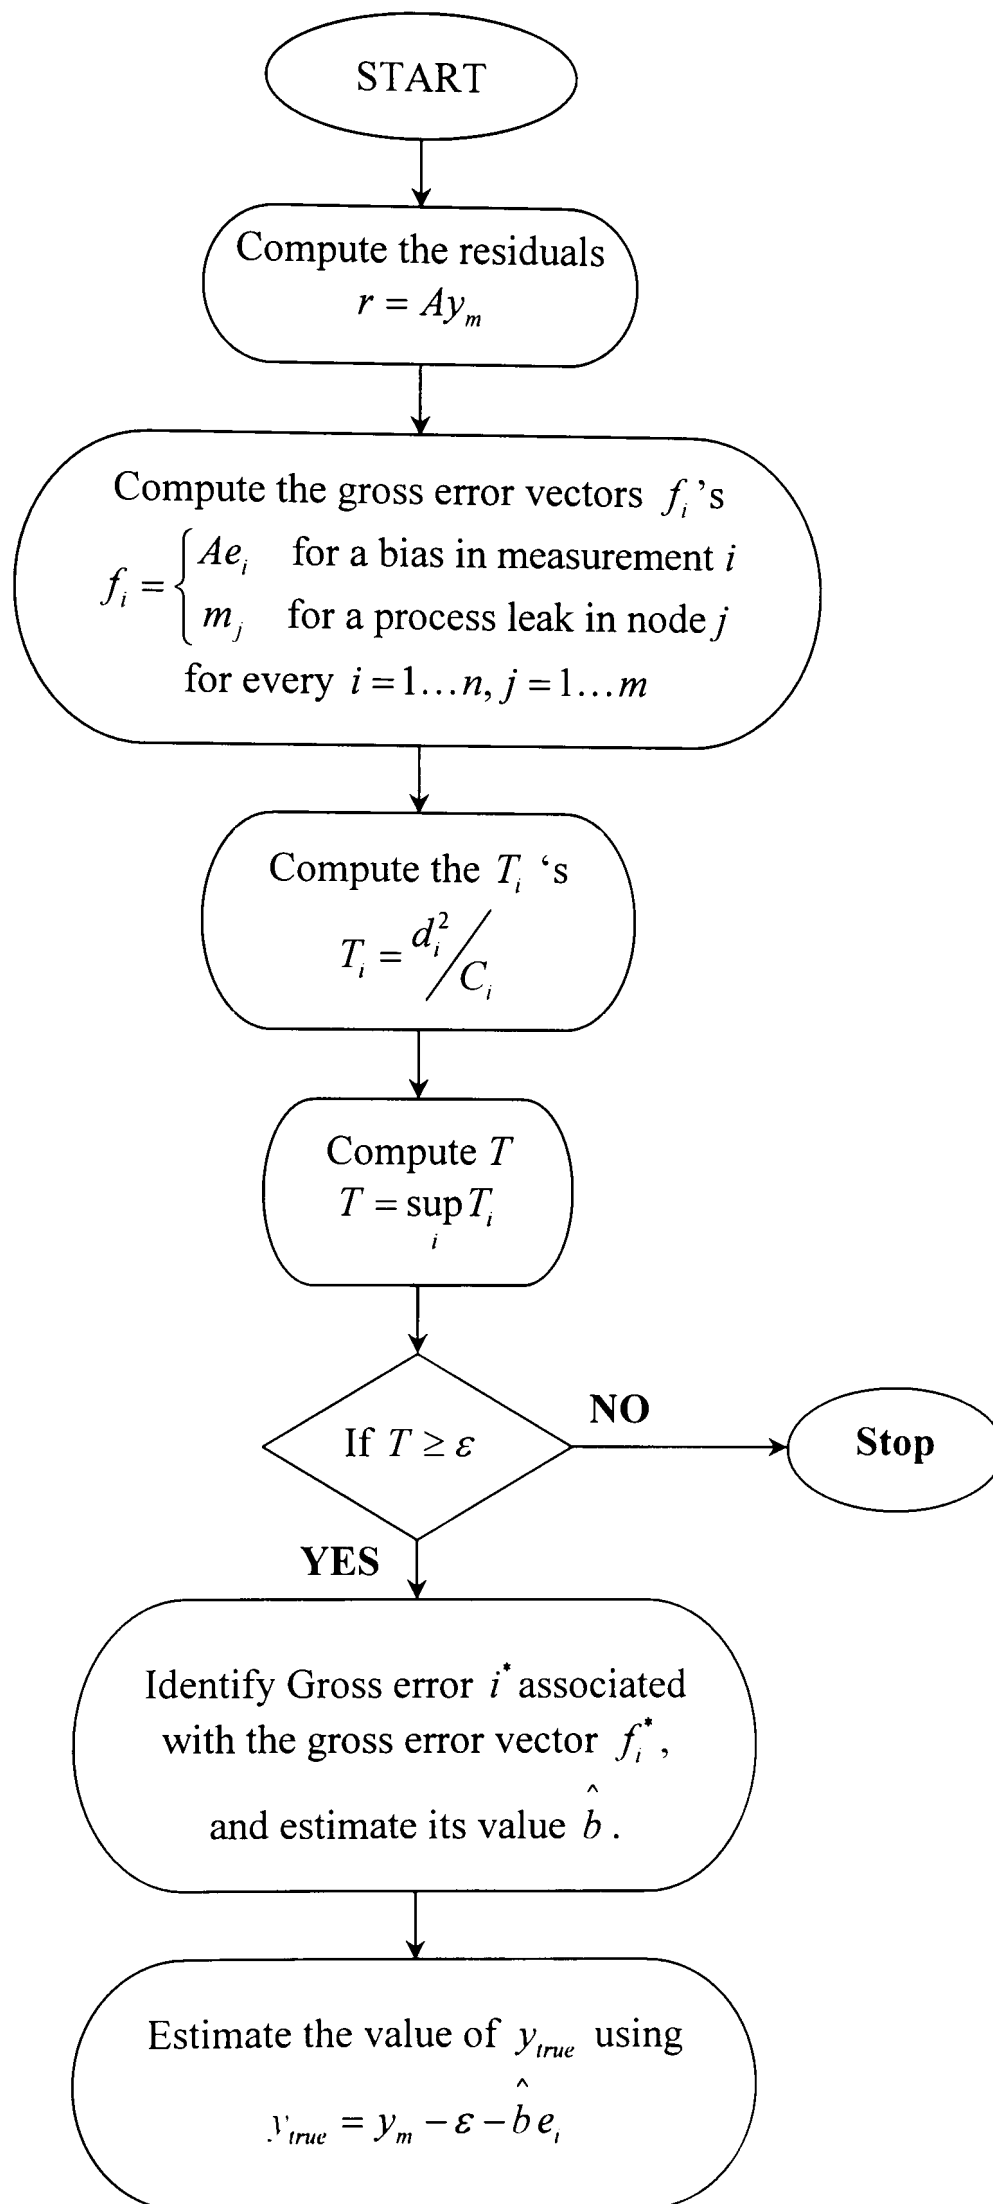 START
Compute the residuals
r = Ay_m
Compute the gross error vectors f_i 's
f_i = { Ae_i for a bias in measurement i
m_j for a process leak in node j
for every i = 1…n, j = 1…m
Compute the T_i ‘s
T_i = d_i^2 / C_i
Compute T
T = sup_i T_i
If T ≥ ε
NO
Stop
YES
Identify Gross error i* associated
with the gross error vector f_i^*,
and estimate its value b̂ .
Estimate the value of y_true using
y_true = y_m − ε − b̂ e_i